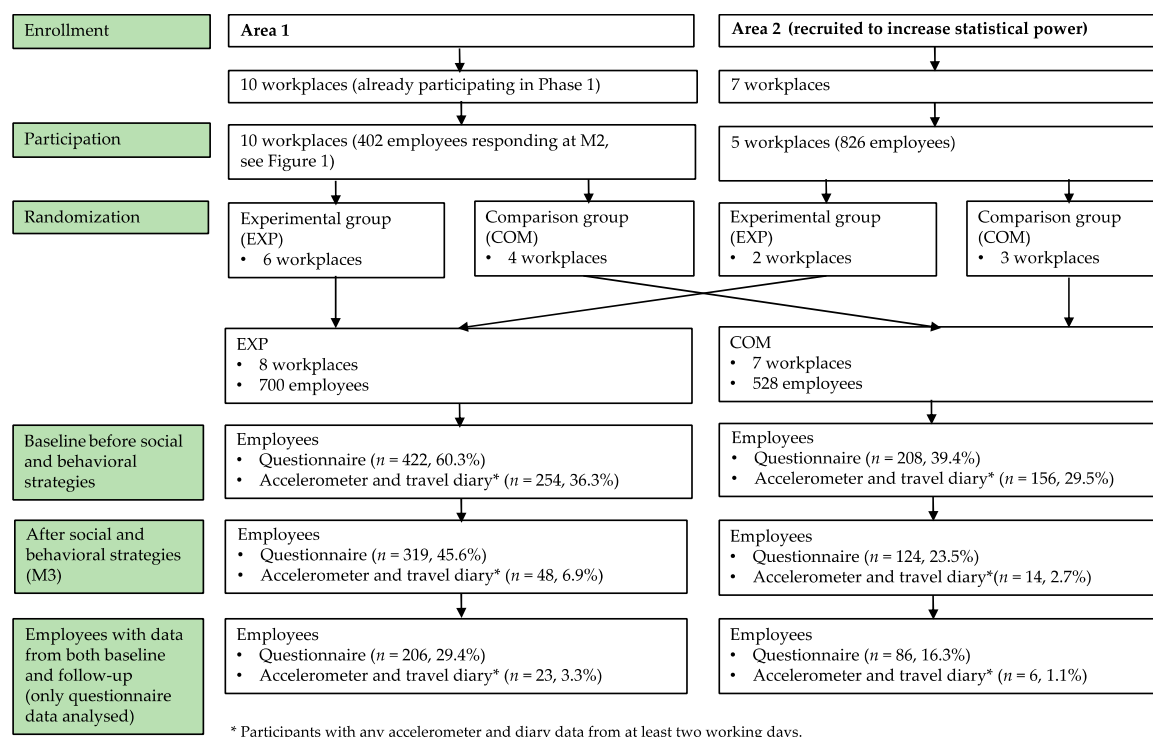 Enrollment
Area 1
Area 2 (recruited to increase statistical power)
10 workplaces (already participating in Phase 1)
7 workplaces
Participation
10 workplaces (402 employees responding at M2,
see Figure 1)
5 workplaces (826 employees)
Randomization
Experimental group
(EXP)
• 6 workplaces
Comparison group
(COM)
• 4 workplaces
Experimental group
(EXP)
• 2 workplaces
Comparison group
(COM)
• 3 workplaces
EXP
• 8 workplaces
• 700 employees
COM
• 7 workplaces
• 528 employees
Baseline before social
and behavioral
strategies
Employees
• Questionnaire (n = 422, 60.3%)
• Accelerometer and travel diary* (n = 254, 36.3%)
Employees
• Questionnaire (n = 208, 39.4%)
• Accelerometer and travel diary* (n = 156, 29.5%)
After social and
behavioral strategies
(M3)
Employees
• Questionnaire (n = 319, 45.6%)
• Accelerometer and travel diary* (n = 48, 6.9%)
Employees
• Questionnaire (n = 124, 23.5%)
• Accelerometer and travel diary*(n = 14, 2.7%)
Employees with data
from both baseline
and follow-up
(only questionnaire
data analysed)
Employees
• Questionnaire (n = 206, 29.4%)
• Accelerometer and travel diary* (n = 23, 3.3%)
Employees
• Questionnaire (n = 86, 16.3%)
• Accelerometer and travel diary* (n = 6, 1.1%)
* Participants with any accelerometer and diary data from at least two working days.